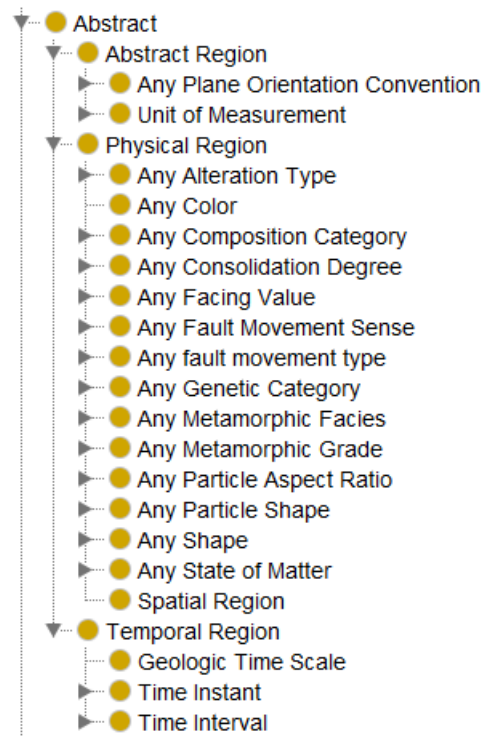 Abstract
Abstract Region
Any Plane Orientation Convention
Unit of Measurement
Physical Region
Any Alteration Type
Any Color
Any Composition Category
Any Consolidation Degree
Any Facing Value
Any Fault Movement Sense
Any fault movement type
Any Genetic Category
Any Metamorphic Facies
Any Metamorphic Grade
Any Particle Aspect Ratio
Any Particle Shape
Any Shape
Any State of Matter
Spatial Region
Temporal Region
Geologic Time Scale
Time Instant
Time Interval